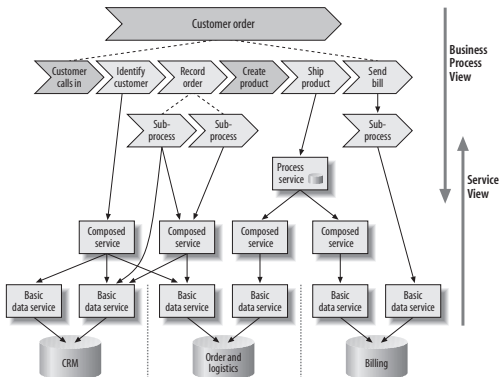 Customer order
Business
Process
View
Customer
calls in
Identify
customer
Record
order
Create
product
Ship
product
Send
bill
Sub-
process
Sub-
process
Sub-
process
Process
service
Service
View
Composed
service
Composed
service
Composed
service
Composed
service
Basic
data service
Basic
data service
Basic
data service
Basic
data service
Basic
data service
Basic
data service
CRM
Order and
logistics
Billing